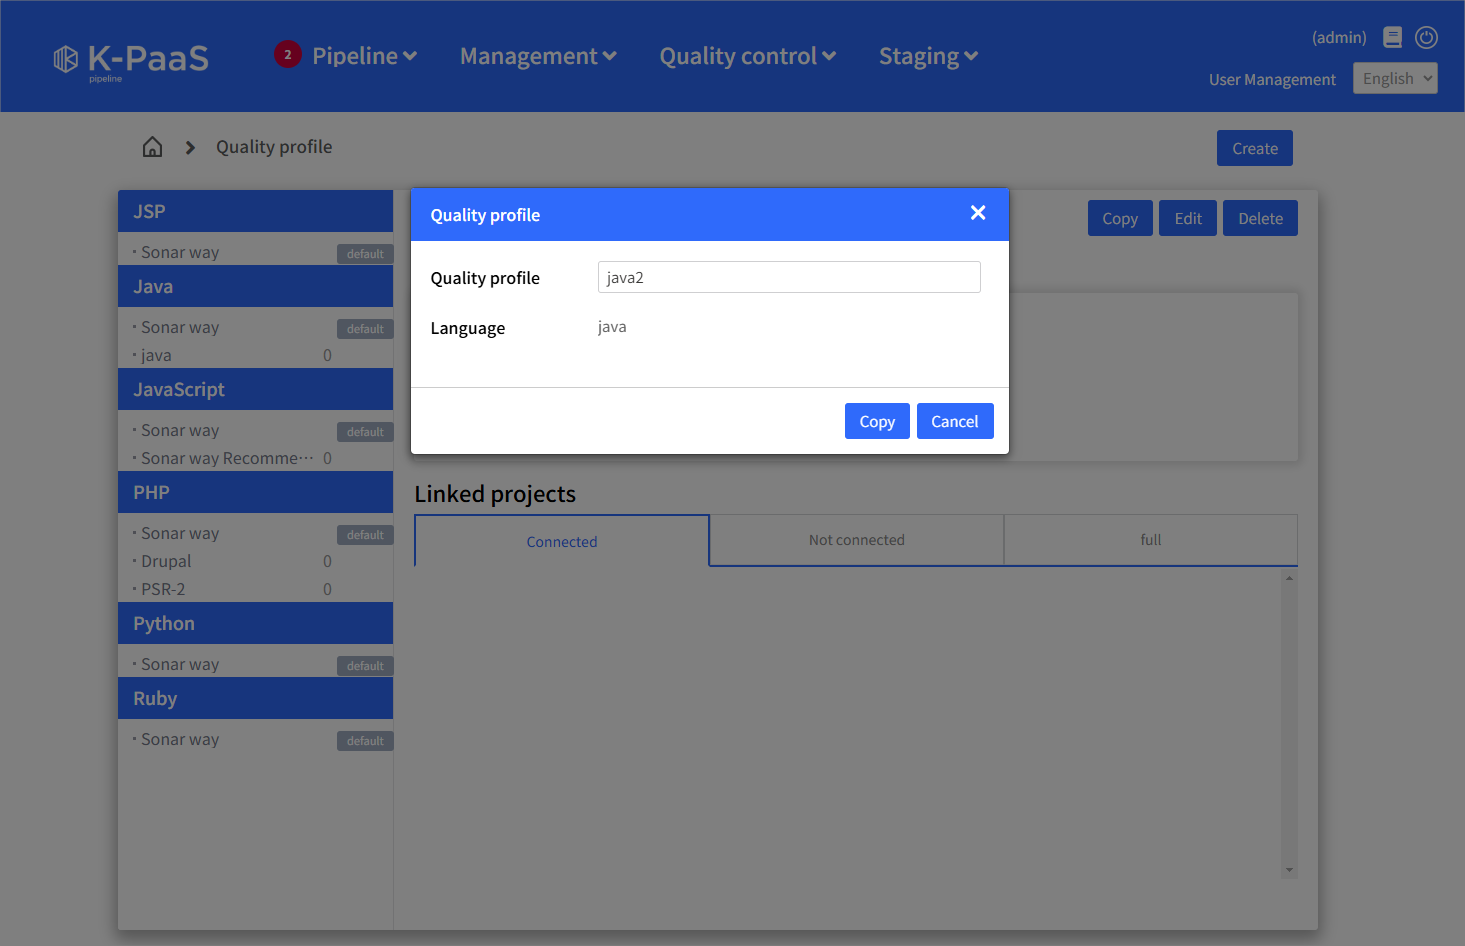 K-PaaS
pipeline
2
Pipeline
Management
Quality control
Staging
(admin)
User Management
English
Quality profile
Create
JSP
· Sonar way default
Java
· Sonar way default
· java 0
JavaScript
· Sonar way default
· Sonar way Recomme··· 0
PHP
· Sonar way default
· Drupal 0
· PSR-2 0
Python
· Sonar way default
Ruby
· Sonar way default
Copy Edit Delete
Quality profile
Quality profile java2
Language java
Copy Cancel
Linked projects
Connected Not connected full